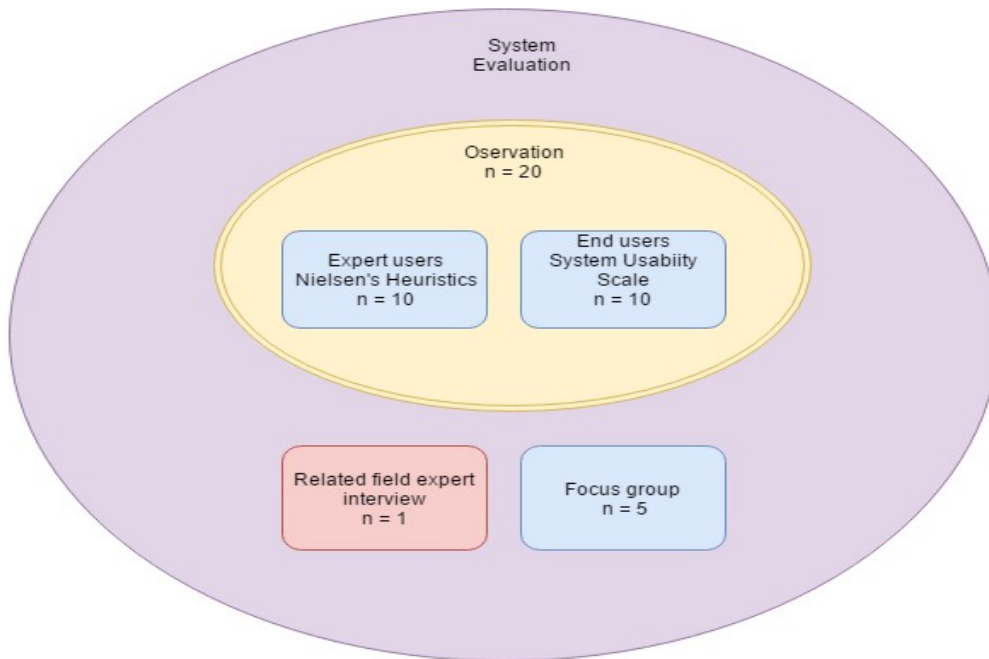 System
Evaluation
Oservation
n = 20
Expert users
Nielsen's Heuristics
n = 10
End users
System Usabiity
Scale
n = 10
Related field expert
interview
n = 1
Focus group
n = 5